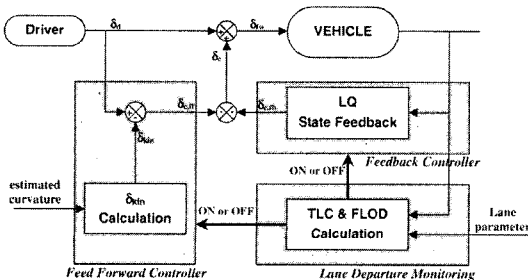 Driver
δd
δfw
VEHICLE
δc
δc,ff
δc,fb
LQ
State Feedback
δkin
Feedback Controller
ON or OFF
estimated
curvature
δkin
Calculation
ON or OFF
TLC & FLOD
Calculation
Lane
parameter
Feed Forward Controller
Lane Departure Monitoring